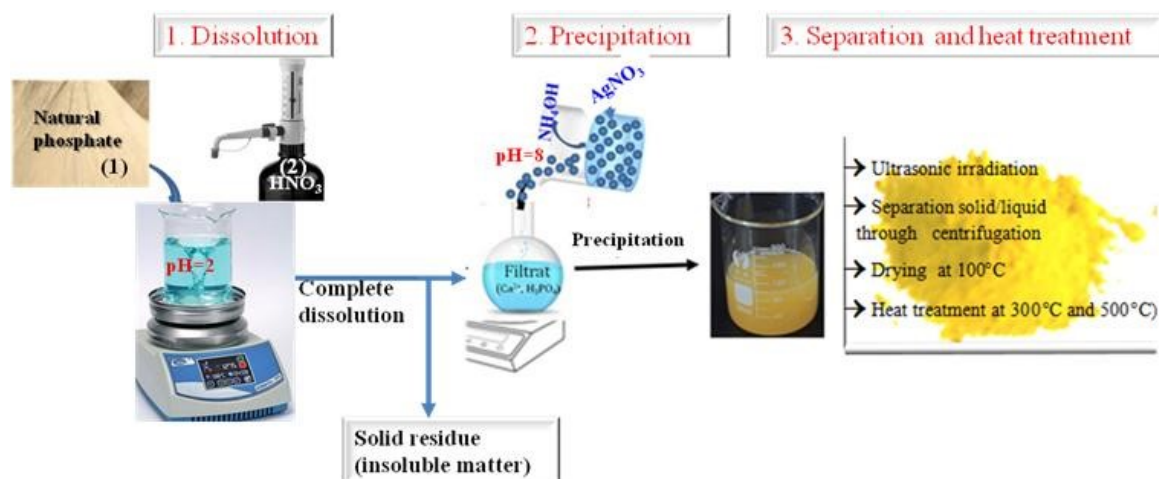 1. Dissolution
2. Precipitation
3. Separation and heat treatment
Natural
phosphate
(1)
(2)
HNO₃
pH=2
Complete
dissolution
Solid residue
(insoluble matter)
NH₄OH
AgNO₃
pH=8
Filtrat
(Ca²⁺, H₃PO₄)
Precipitation
→ Ultrasonic irradiation
→ Separation solid/liquid
through centrifugation
→ Drying at 100°C
→ Heat treatment at 300°C and 500°C)